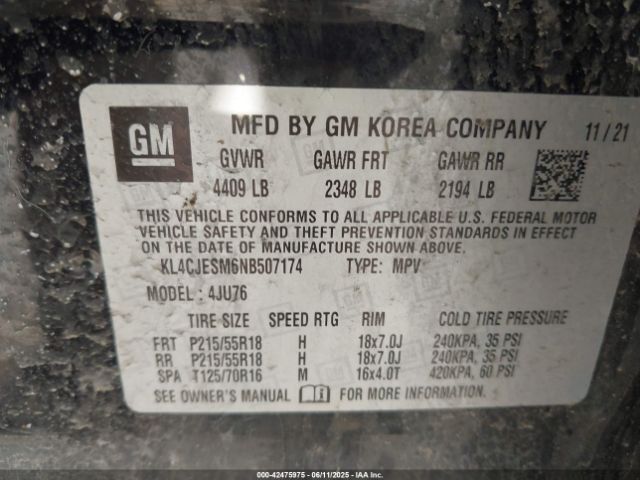 GM
MFD BY GM KOREA COMPANY 11/21
GVWR GAWR FRT GAWR RR
4409 LB 2348 LB 2194 LB
THIS VEHICLE CONFORMS TO ALL APPLICABLE U.S. FEDERAL MOTOR
VEHICLE SAFETY AND THEFT PREVENTION STANDARDS IN EFFECT
ON THE DATE OF MANUFACTURE SHOWN ABOVE.
KL4CJESM6NB507174 TYPE: MPV
MODEL: 4JU76
TIRE SIZE SPEED RTG RIM COLD TIRE PRESSURE
FRT P215/55R18 H 18x7.0J 240KPA, 35 PSI
RR P215/55R18 H 18x7.0J 240KPA, 35 PSI
SPA T125/70R16 M 16x4.0T 420KPA, 60 PSI
SEE OWNER'S MANUAL FOR MORE INFORMATION
000-42475975 - 06/11/2025 - IAA Inc.